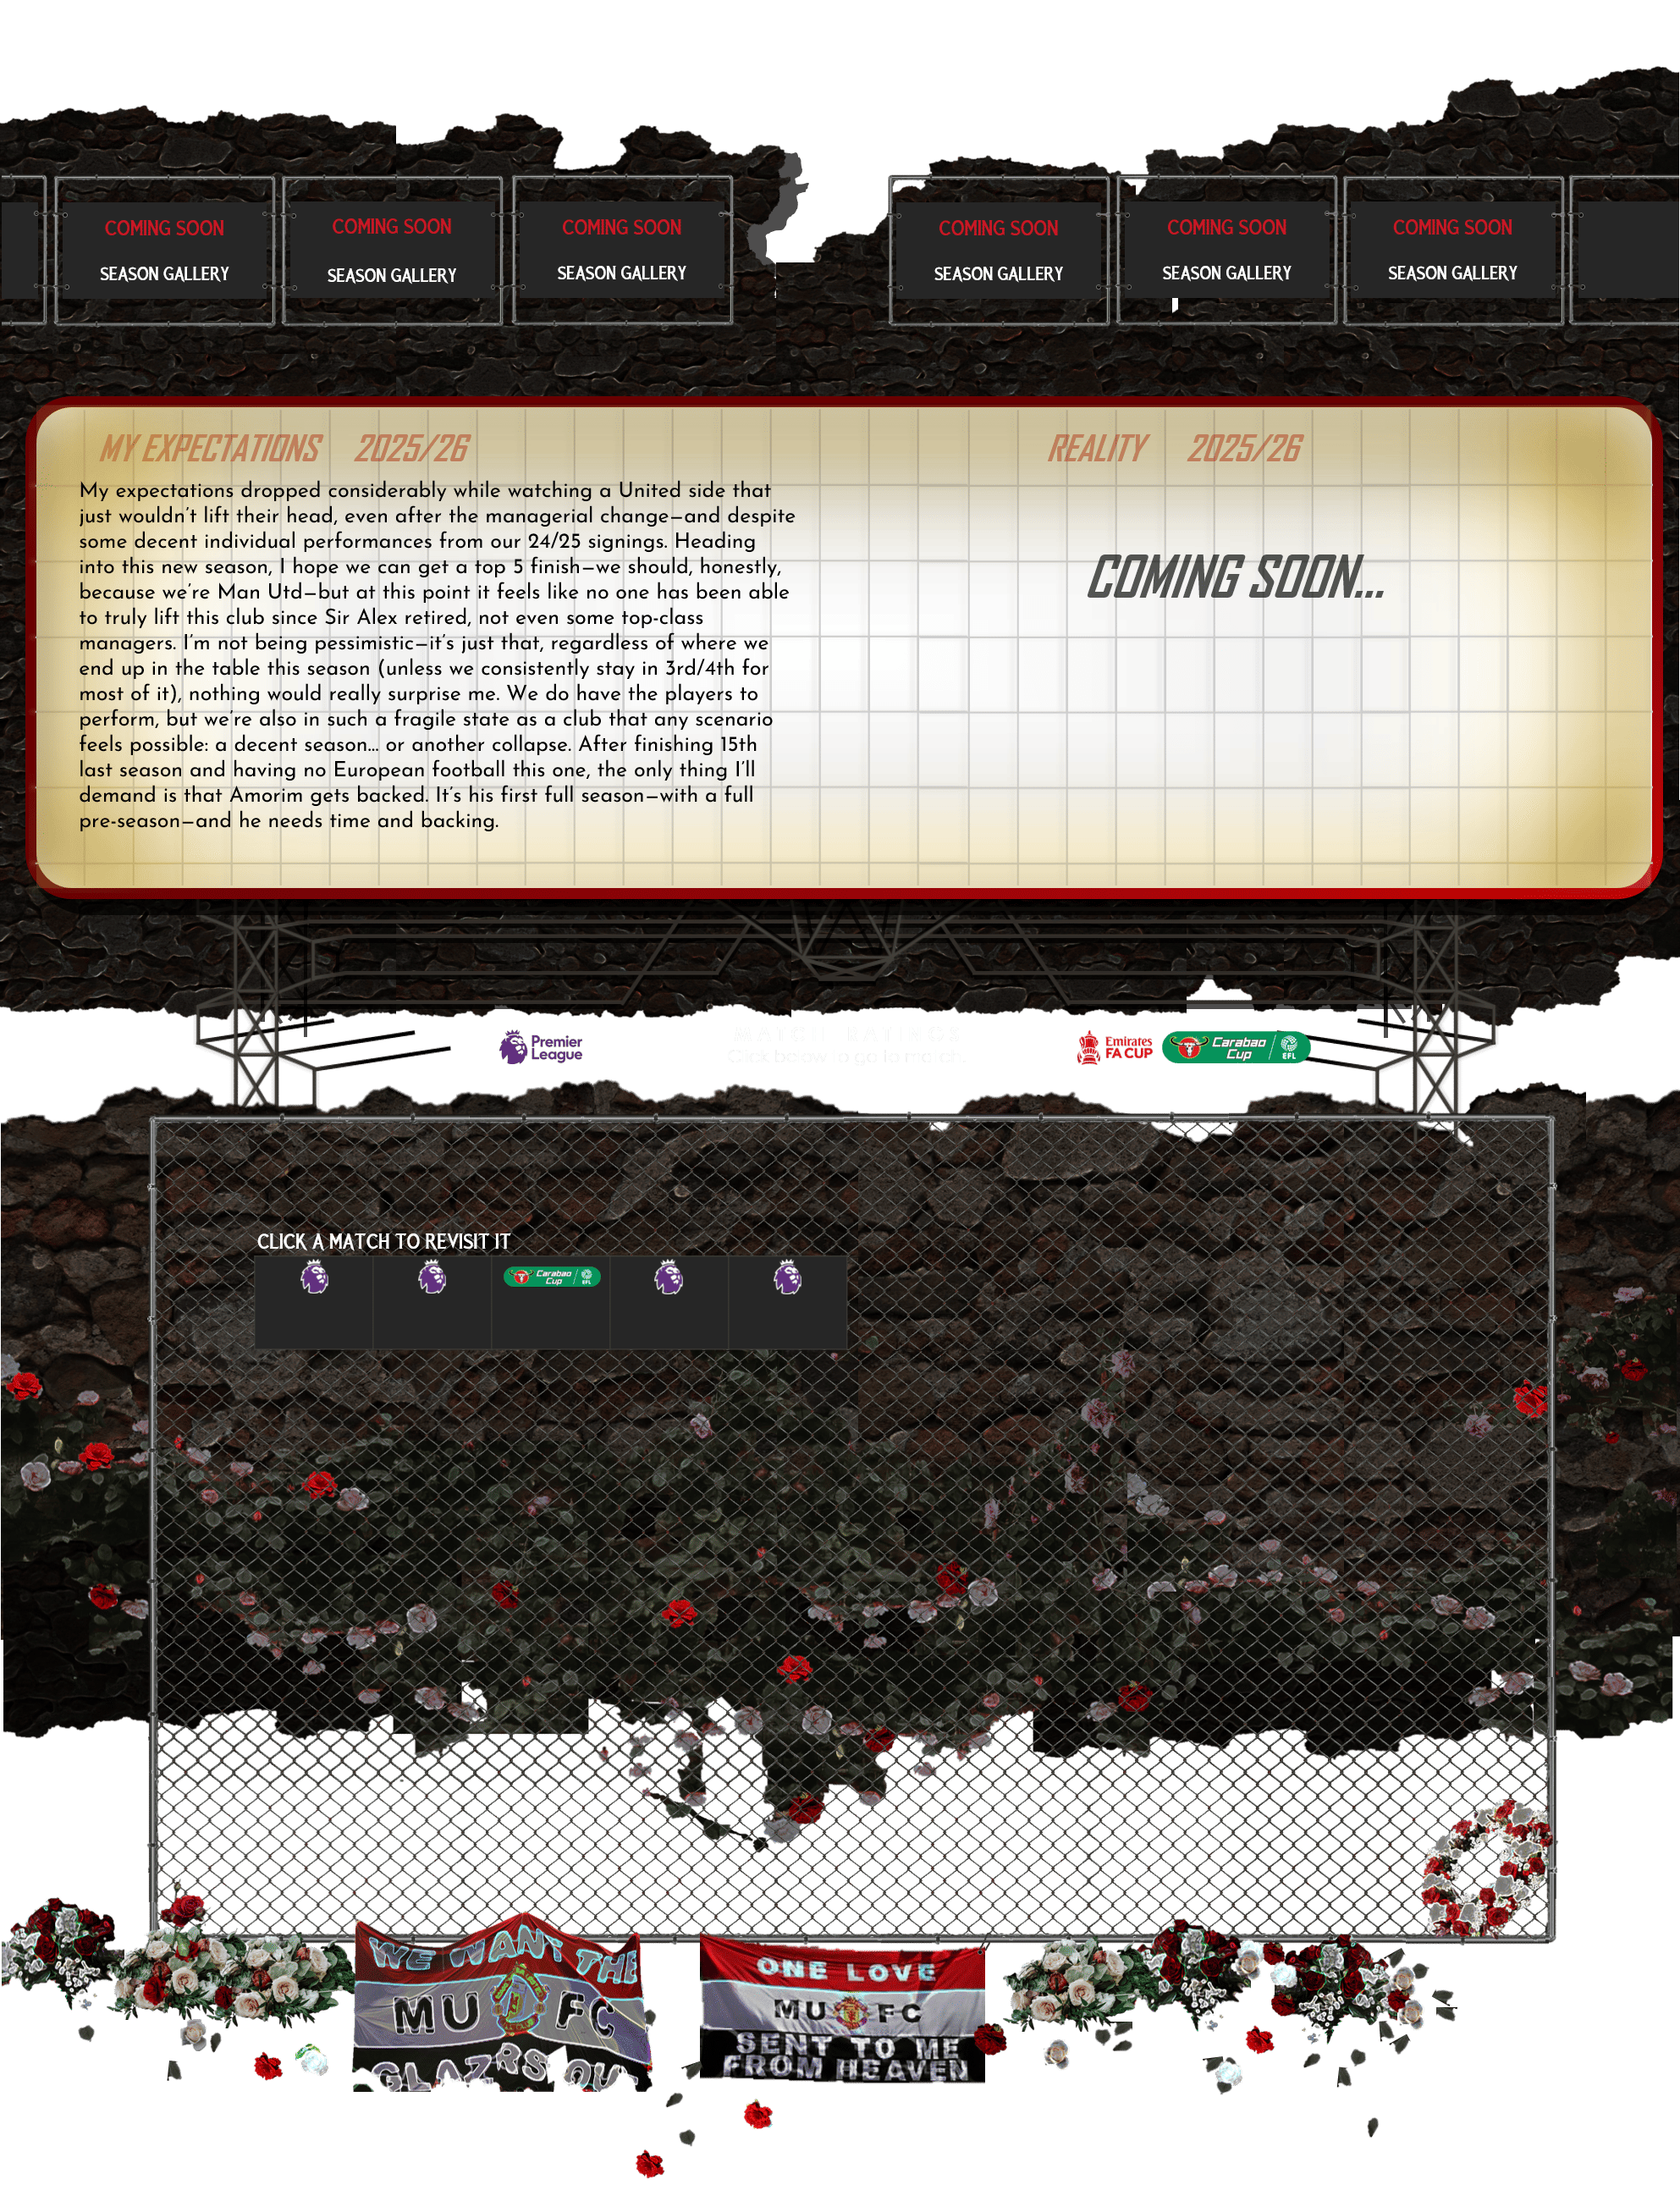 COMING SOON COMING SOON COMING SOON COMING SOON COMING SOON COMING SOON
SEASON GALLERY SEASON GALLERY SEASON GALLERY SEASON GALLERY SEASON GALLERY SEASON GALLERY
MY EXPECTATIONS 2025/26
My expectations dropped considerably while watching a United side that
just wouldn't lift their head, even after the managerial change—and despite
some decent individual performances from our 24/25 signings. Heading
into this new season, I hope we can get a top 5 finish—we should, honestly,
because we're Man Utd—but at this point it feels like no one has been able
to truly lift this club since Sir Alex retired, not even some top-class
managers. I'm not being pessimistic—it's just that, regardless of where we
end up in the table this season (unless we consistently stay in 3rd/4th for
most of it), nothing would really surprise me. We do have the players to
perform, but we're also in such a fragile state as a club that any scenario
feels possible: a decent season... or another collapse. After finishing 15th
last season and having no European football this one, the only thing I'll
demand is that Amorim gets backed. It's his first full season—with a full
pre-season—and he needs time and backing.
REALITY 2025/26
COMING SOON...
Premier
League
Click below to go to match
Emirates
FA CUP
Carabao
Cup
EFL
CLICK A MATCH TO REVISIT IT
Carabao
Cup
EFL
WE WANT THE
MU FC
GLAZRS OU
ONE LOVE
MU FC
SENT TO ME
FROM HEAVEN